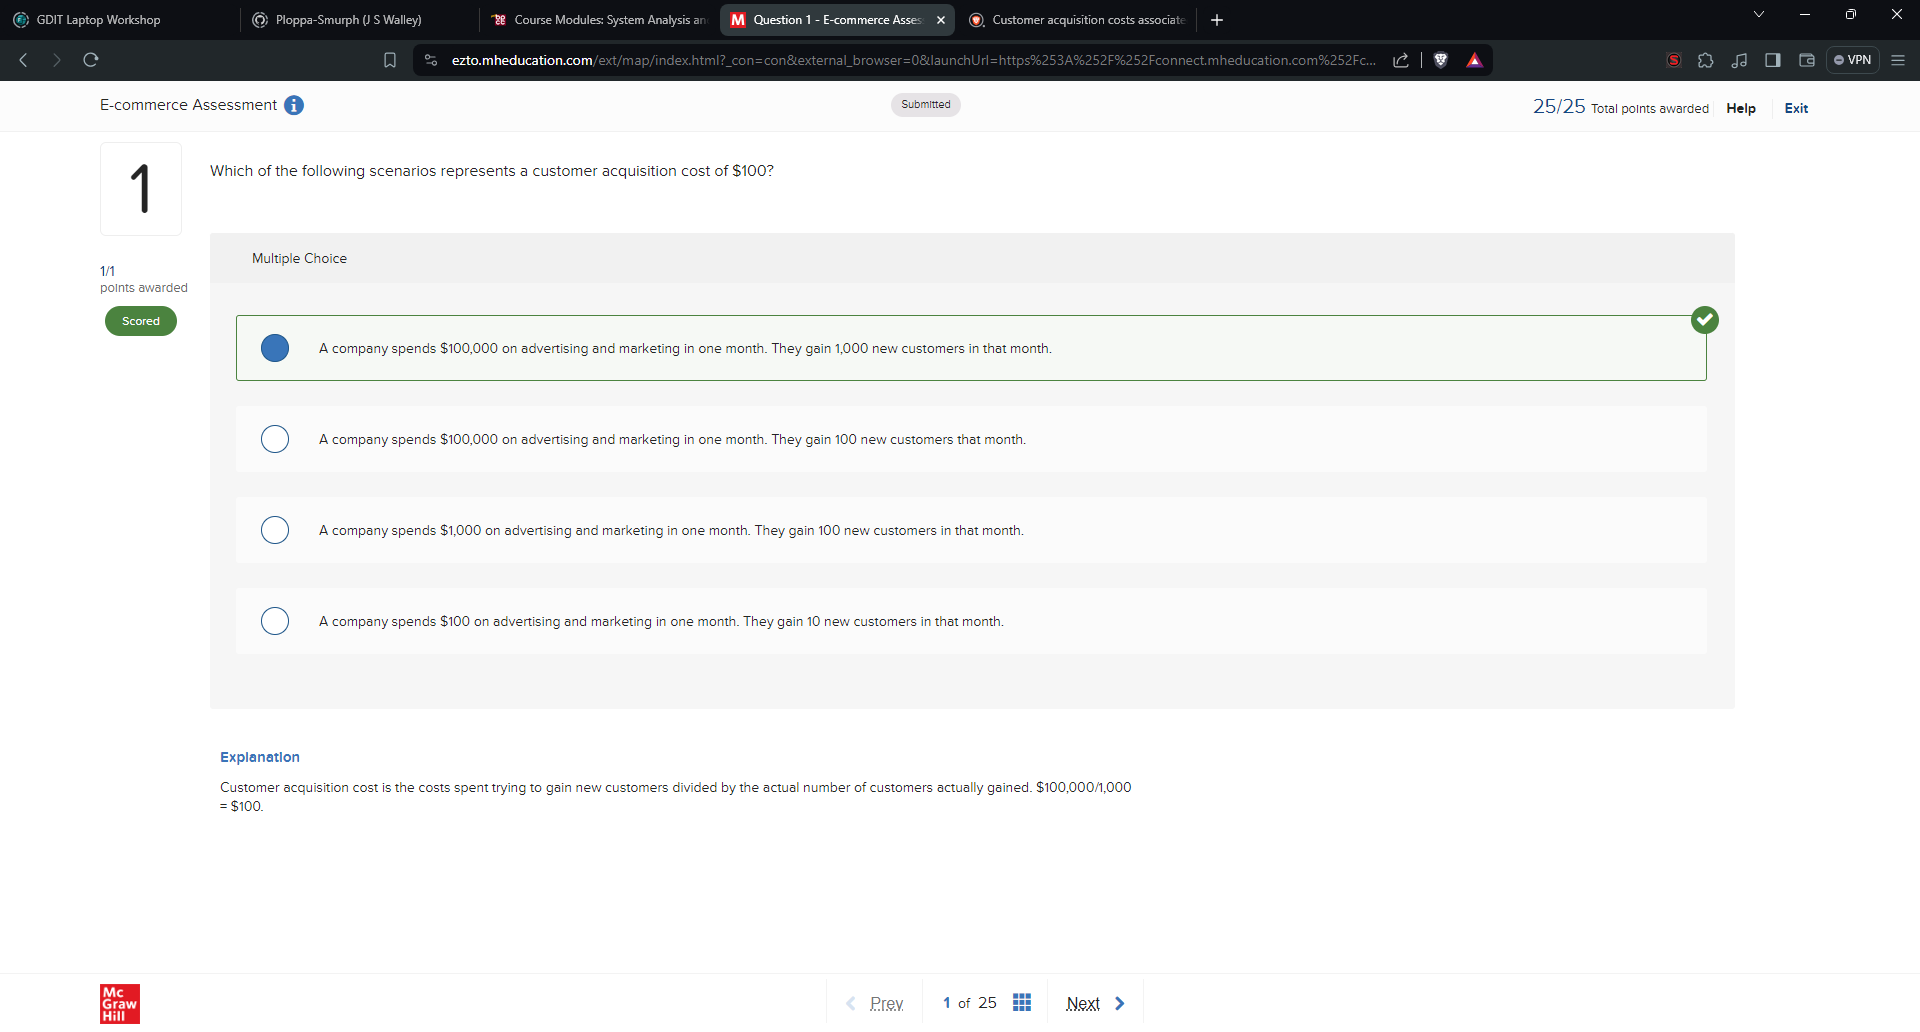 GDIT Laptop Workshop
Ploppa-Smurph (J S Walley)
Course Modules: System Analysis an
Question 1 - E-commerce Asses
Customer acquisition costs associate
ezto.mheducation.com/ext/map/index.html?_con=con&external_browser=0&launchUrl=https%253A%252F%252Fconnect.mheducation.com%252Fc...
VPN
E-commerce Assessment
Submitted
25/25 Total points awarded
Help
Exit
1
Which of the following scenarios represents a customer acquisition cost of $100?
1/1
points awarded
Scored
Multiple Choice
A company spends $100,000 on advertising and marketing in one month. They gain 1,000 new customers in that month.
A company spends $100,000 on advertising and marketing in one month. They gain 100 new customers that month.
A company spends $1,000 on advertising and marketing in one month. They gain 100 new customers in that month.
A company spends $100 on advertising and marketing in one month. They gain 10 new customers in that month.
Explanation
Customer acquisition cost is the costs spent trying to gain new customers divided by the actual number of customers actually gained. $100,000/1,000
= $100.
Mc
Graw
Hill
Prev
1 of 25
Next